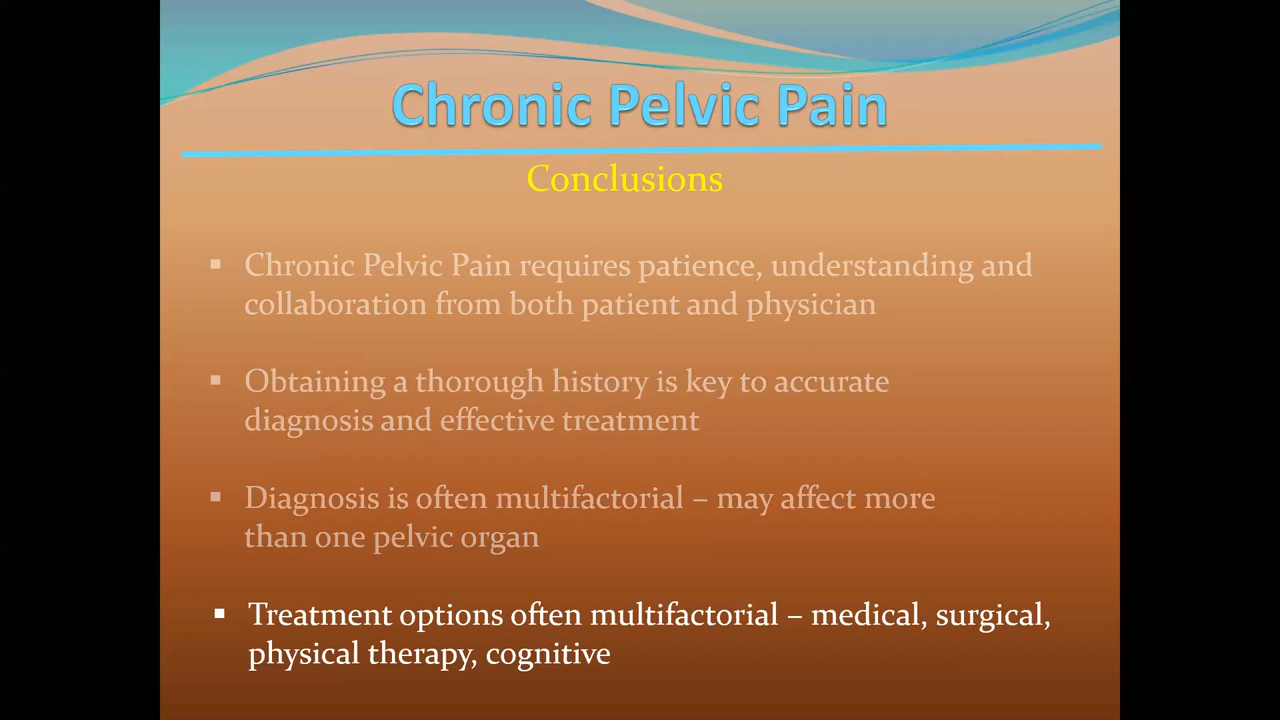 Chronic Pelvic Pain
Conclusions
▪ Chronic Pelvic Pain requires patience, understanding and
collaboration from both patient and physician
▪ Obtaining a thorough history is key to accurate
diagnosis and effective treatment
▪ Diagnosis is often multifactorial – may affect more
than one pelvic organ
▪ Treatment options often multifactorial – medical, surgical,
physical therapy, cognitive